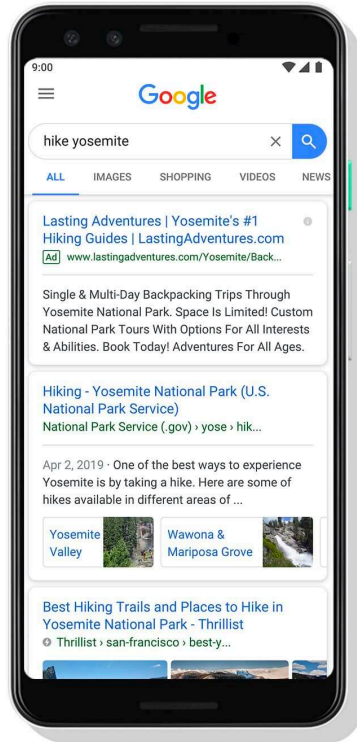 9:00
Google
hike yosemite
ALL IMAGES SHOPPING VIDEOS NEWS
Lasting Adventures | Yosemite's #1
Hiking Guides | LastingAdventures.com
Ad www.lastingadventures.com/Yosemite/Back...
Single & Multi-Day Backpacking Trips Through
Yosemite National Park. Space Is Limited! Custom
National Park Tours With Options For All Interests
& Abilities. Book Today! Adventures For All Ages.
Hiking - Yosemite National Park (U.S.
National Park Service)
National Park Service (.gov) › yose › hik...
Apr 2, 2019 · One of the best ways to experience
Yosemite is by taking a hike. Here are some of
hikes available in different areas of ...
Yosemite
Valley
Wawona &
Mariposa Grove
Best Hiking Trails and Places to Hike in
Yosemite National Park - Thrillist
Thrillist › san-francisco › best-y...